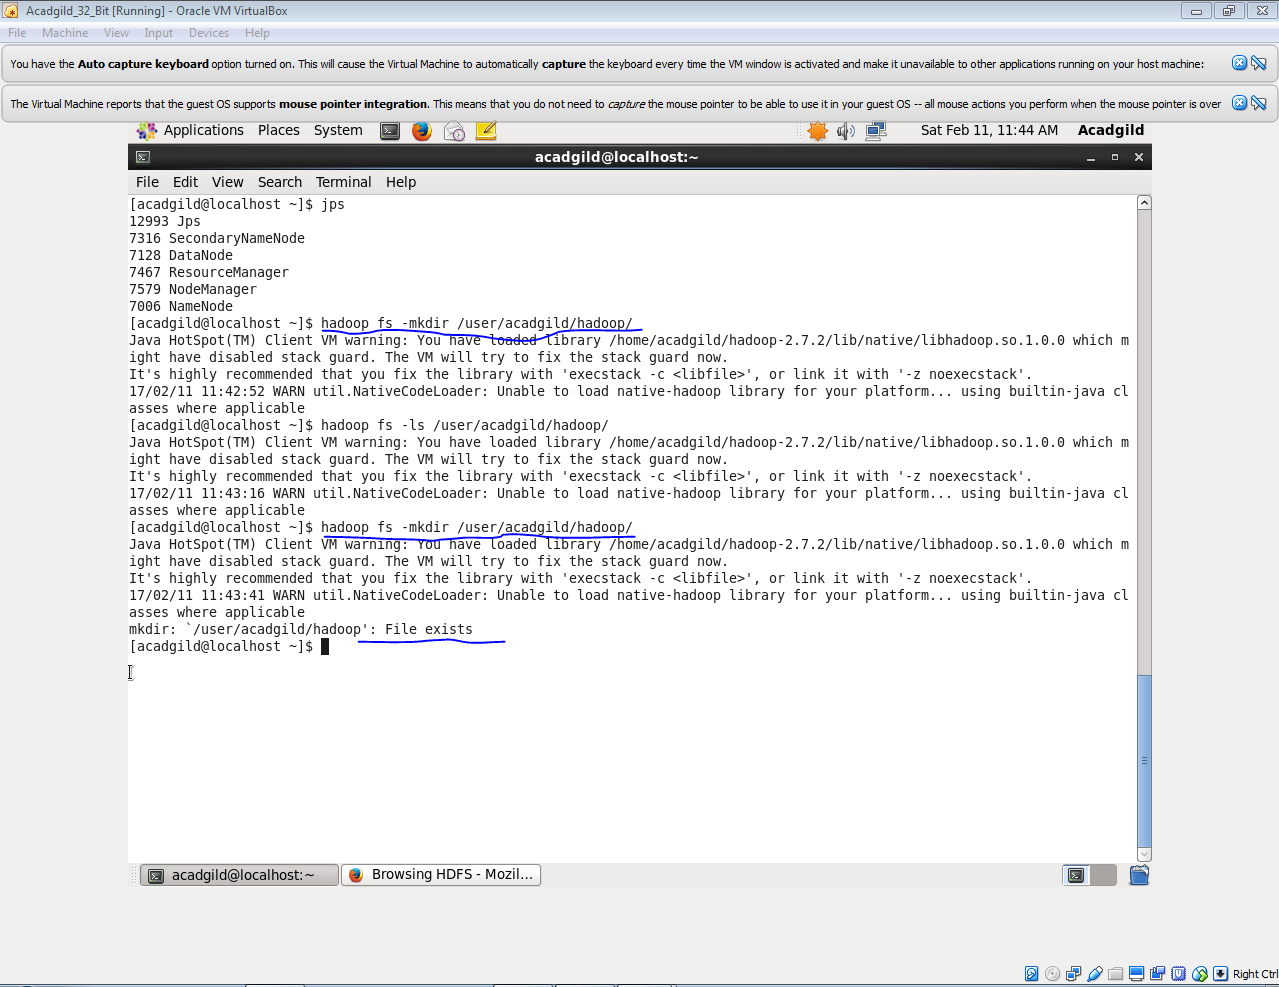 Acadgild_32_Bit [Running] - Oracle VM VirtualBox
File Machine View Input Devices Help
You have the Auto capture keyboard option turned on. This will cause the Virtual Machine to automatically capture the keyboard every time the VM window is activated and make it unavailable to other applications running on your host machine:
The Virtual Machine reports that the guest OS supports mouse pointer integration. This means that you do not need to capture the mouse pointer to be able to use it in your guest OS -- all mouse actions you perform when the mouse pointer is over
Applications Places System Sat Feb 11, 11:44 AM Acadgild
acadgild@localhost:~
File Edit View Search Terminal Help
[acadgild@localhost ~]$ jps
12993 Jps
7316 SecondaryNameNode
7128 DataNode
7467 ResourceManager
7579 NodeManager
7006 NameNode
[acadgild@localhost ~]$ hadoop fs -mkdir /user/acadgild/hadoop/
Java HotSpot(TM) Client VM warning: You have loaded library /home/acadgild/hadoop-2.7.2/lib/native/libhadoop.so.1.0.0 which m
ight have disabled stack guard. The VM will try to fix the stack guard now.
It's highly recommended that you fix the library with 'execstack -c <libfile>', or link it with '-z noexecstack'.
17/02/11 11:42:52 WARN util.NativeCodeLoader: Unable to load native-hadoop library for your platform... using builtin-java cl
asses where applicable
[acadgild@localhost ~]$ hadoop fs -ls /user/acadgild/hadoop/
Java HotSpot(TM) Client VM warning: You have loaded library /home/acadgild/hadoop-2.7.2/lib/native/libhadoop.so.1.0.0 which m
ight have disabled stack guard. The VM will try to fix the stack guard now.
It's highly recommended that you fix the library with 'execstack -c <libfile>', or link it with '-z noexecstack'.
17/02/11 11:43:16 WARN util.NativeCodeLoader: Unable to load native-hadoop library for your platform... using builtin-java cl
asses where applicable
[acadgild@localhost ~]$ hadoop fs -mkdir /user/acadgild/hadoop/
Java HotSpot(TM) Client VM warning: You have loaded library /home/acadgild/hadoop-2.7.2/lib/native/libhadoop.so.1.0.0 which m
ight have disabled stack guard. The VM will try to fix the stack guard now.
It's highly recommended that you fix the library with 'execstack -c <libfile>', or link it with '-z noexecstack'.
17/02/11 11:43:41 WARN util.NativeCodeLoader: Unable to load native-hadoop library for your platform... using builtin-java cl
asses where applicable
mkdir: `/user/acadgild/hadoop': File exists
[acadgild@localhost ~]$
acadgild@localhost:~ Browsing HDFS - Mozil...
Right Ctrl